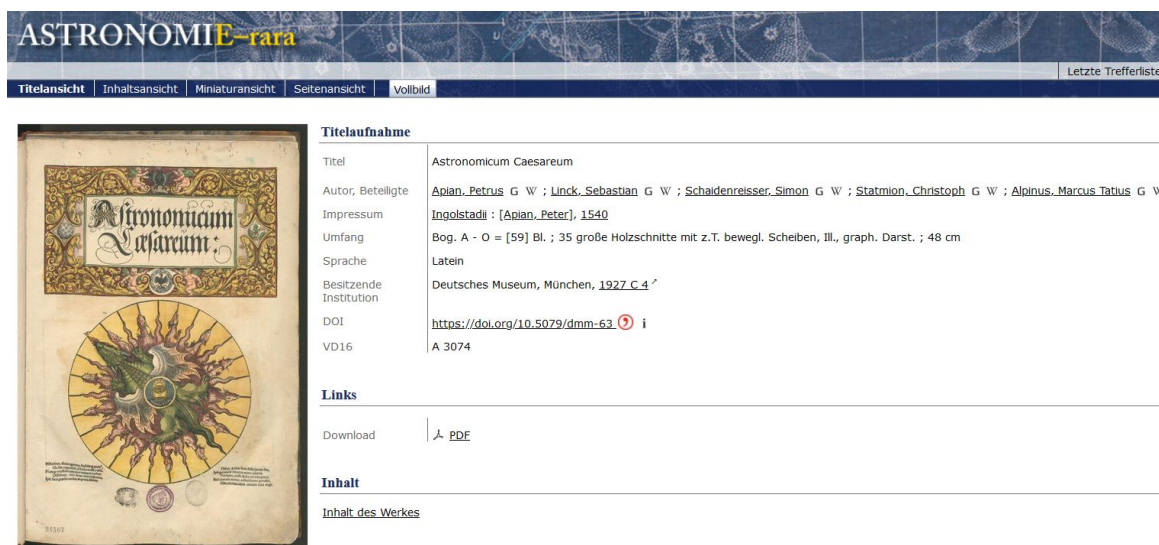 ASTRONOMIE-rara
Letzte Trefferliste
Titelansicht Inhaltsansicht Miniaturansicht Seitenansicht Vollbild
Astronomicum
Cæsareum
35567
Titelaufnahme
Titel Astronomicum Caesareum
Autor, Beteiligte Apian, Petrus G W ; Linck, Sebastian G W ; Schaidenreisser, Simon G W ; Statmion, Christoph G W ; Alpinus, Marcus Tatius G W
Impressum Ingolstadii : [Apian, Peter], 1540
Umfang Bog. A - O = [59] Bl. ; 35 große Holzschnitte mit z.T. bewegl. Scheiben, Ill., graph. Darst. ; 48 cm
Sprache Latein
Besitzende Institution Deutsches Museum, München, 1927 C 4
DOI https://doi.org/10.5079/dmm-63 i
VD16 A 3074
Links
Download PDF
Inhalt
Inhalt des Werkes